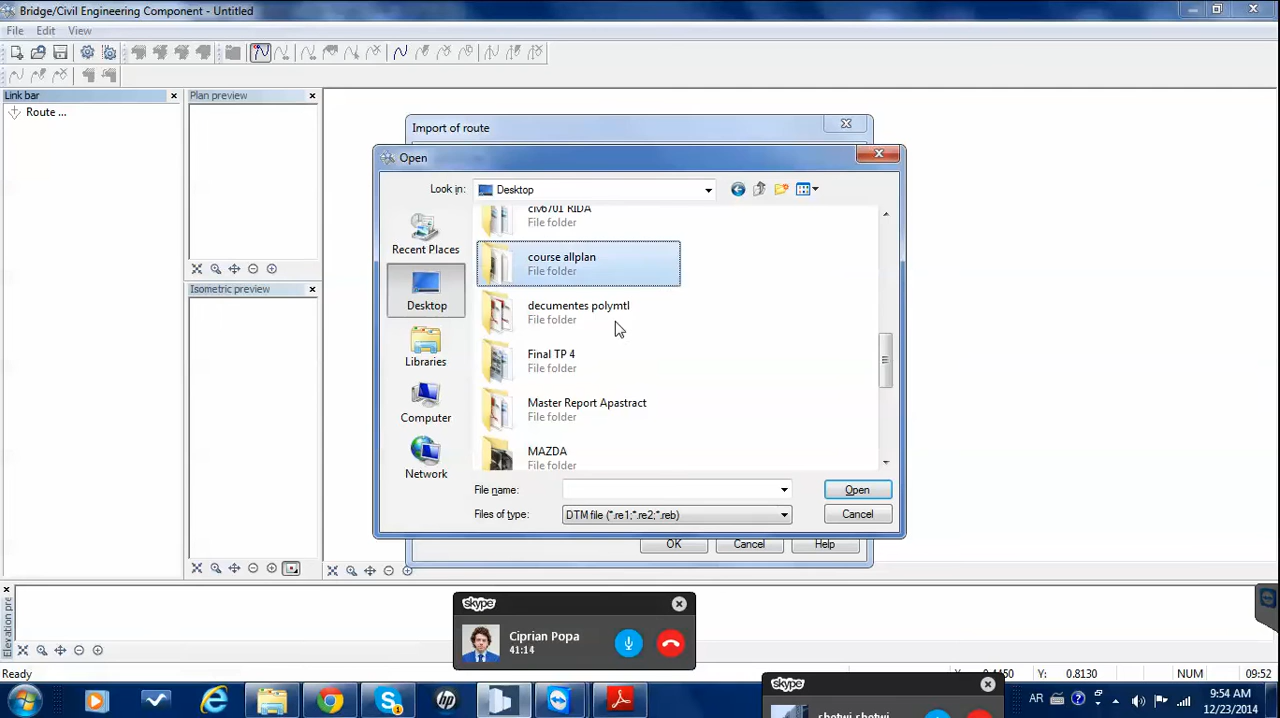 Bridge/Civil Engineering Component - Untitled
File Edit View
Link bar
Plan preview
Route ...
Import of route
Open
Look in: Desktop
Recent Places
Desktop
Libraries
Computer
Network
civ6701 RIDA
File folder
course allplan
File folder
decumentes polymtl
File folder
Final TP 4
File folder
Master Report Apastract
File folder
MAZDA
File folder
File name:
Open
Files of type: DTM file (*.re1;*.re2;*.reb)
Cancel
OK Cancel Help
Isometric preview
Elevation pre
skype
Ciprian Popa
41:14
Ready
Y: 0.8130 NUM 09:52
skype
AR
9:54 AM
12/23/2014